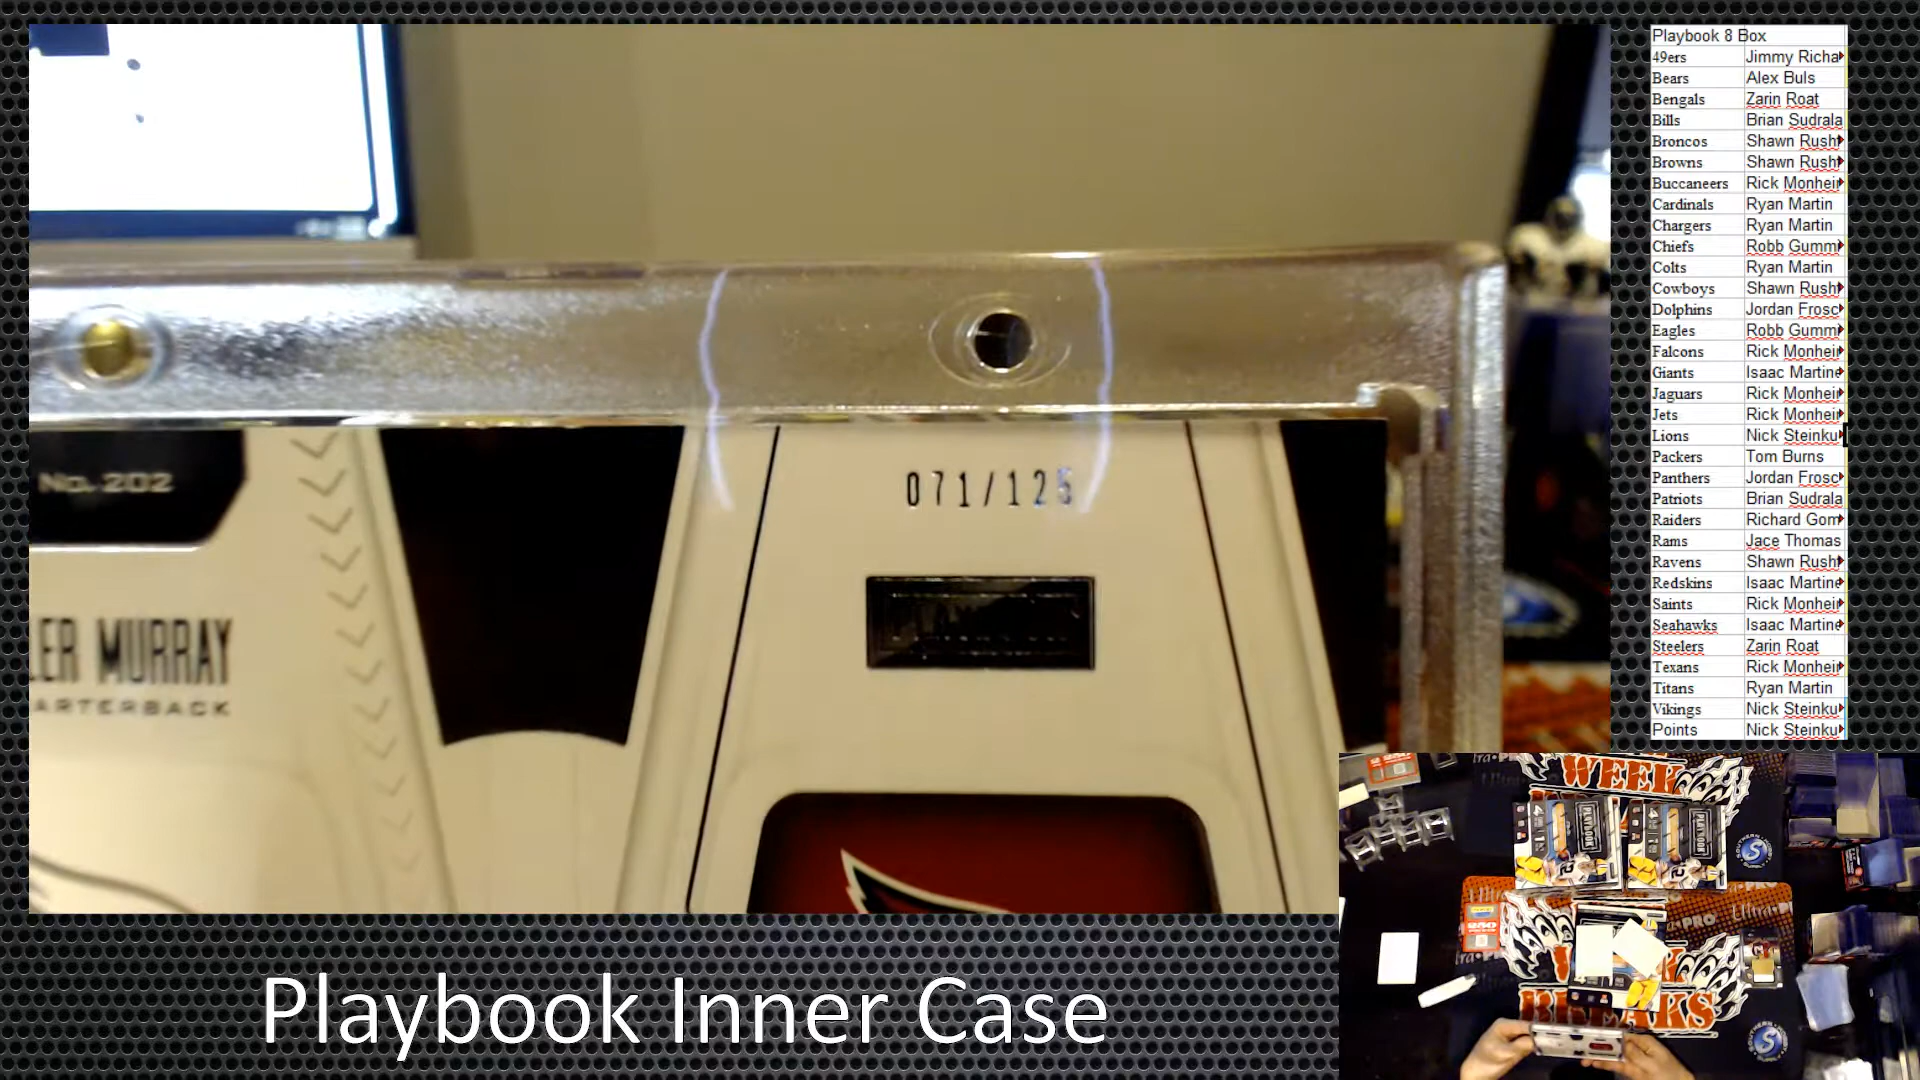 Playbook 8 Box
49ers Jimmy Richa
Bears Alex Buls
Bengals Zarin Roat
Bills Brian Sudrala
Broncos Shawn Rush
Browns Shawn Rush
Buccaneers Rick Monhei
Cardinals Ryan Martin
Chargers Ryan Martin
Chiefs Robb Gumm
Colts Ryan Martin
Cowboys Shawn Rush
Dolphins Jordan Frosc
Eagles Robb Gumm
Falcons Rick Monhei
Giants Isaac Martine
Jaguars Rick Monhei
Jets Rick Monhei
Lions Nick Steinku
Packers Tom Burns
Panthers Jordan Frosc
Patriots Brian Sudrala
Raiders Richard Gom
Rams Jace Thomas
Ravens Shawn Rush
Redskins Isaac Martine
Saints Rick Monhei
Seahawks Isaac Martine
Steelers Zarin Roat
Texans Rick Monhei
Titans Ryan Martin
Vikings Nick Steinku
Points Nick Steinku
No. 202
071/125
LER MURRAY
ARTERBACK
WEEK
PLAYBOOK
PLAYBOOK
BREAKS
Playbook Inner Case